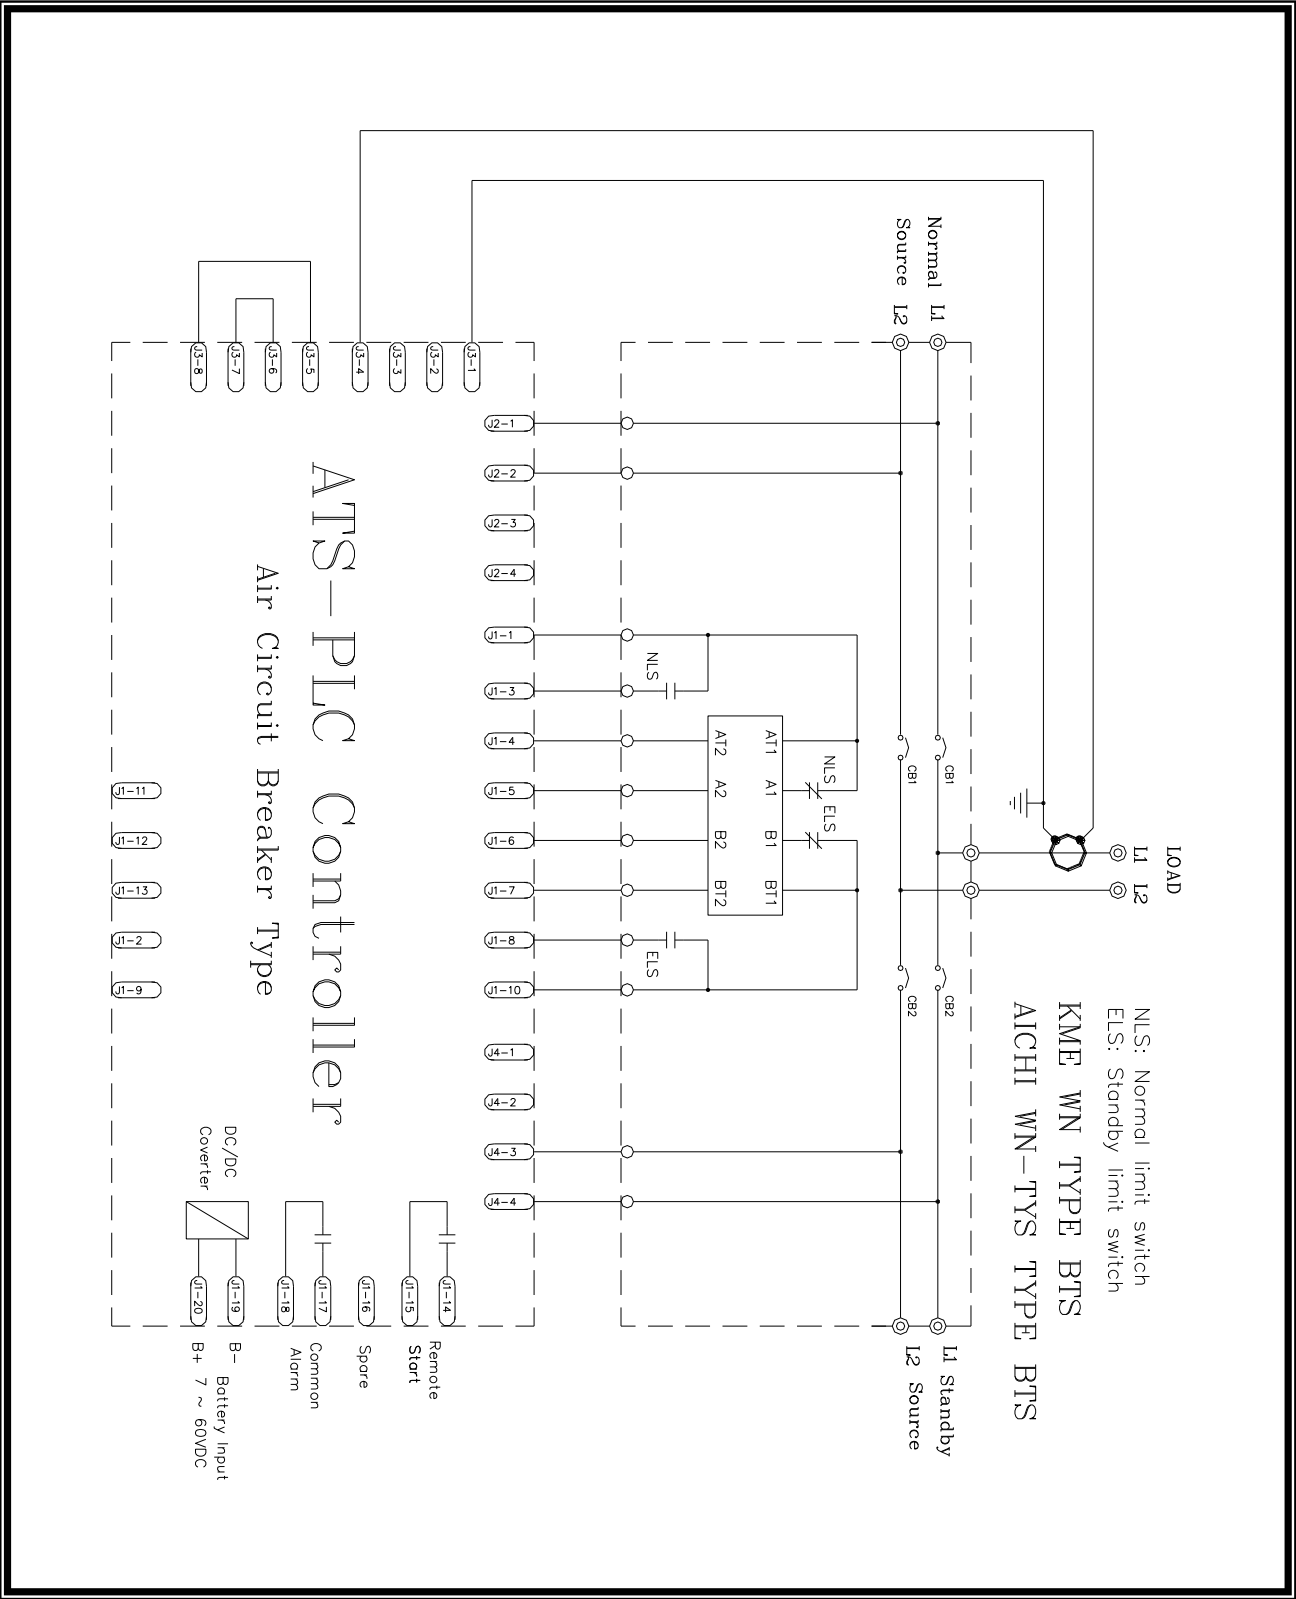 LOAD
L1 L2
NLS: Normal limit switch
ELS: Standby limit switch
KME WN TYPE BTS
AICHI WN-TYS TYPE BTS
Normal L1
Source L2
L1 Standby
L2 Source
CB1
CB1
CB2
CB2
NLS
ELS
AT1
A1
B1
BT1
AT2
A2
B2
BT2
NLS
ELS
J2-1
J2-2
J2-3
J2-4
J1-1
J1-3
J1-4
J1-5
J1-6
J1-7
J1-8
J1-10
J4-1
J4-2
J4-3
J4-4
J3-1
J3-2
J3-3
J3-4
J3-5
J3-6
J3-7
J3-8
ATS-PLC Controller
Air Circuit Breaker Type
J1-14
J1-15
J1-16
J1-17
J1-18
J1-19
J1-20
Remote
Start
Spare
Common
Alarm
DC/DC
Coverter
B- Battery Input
B+ 7 ~ 60VDC
J1-11
J1-12
J1-13
J1-2
J1-9